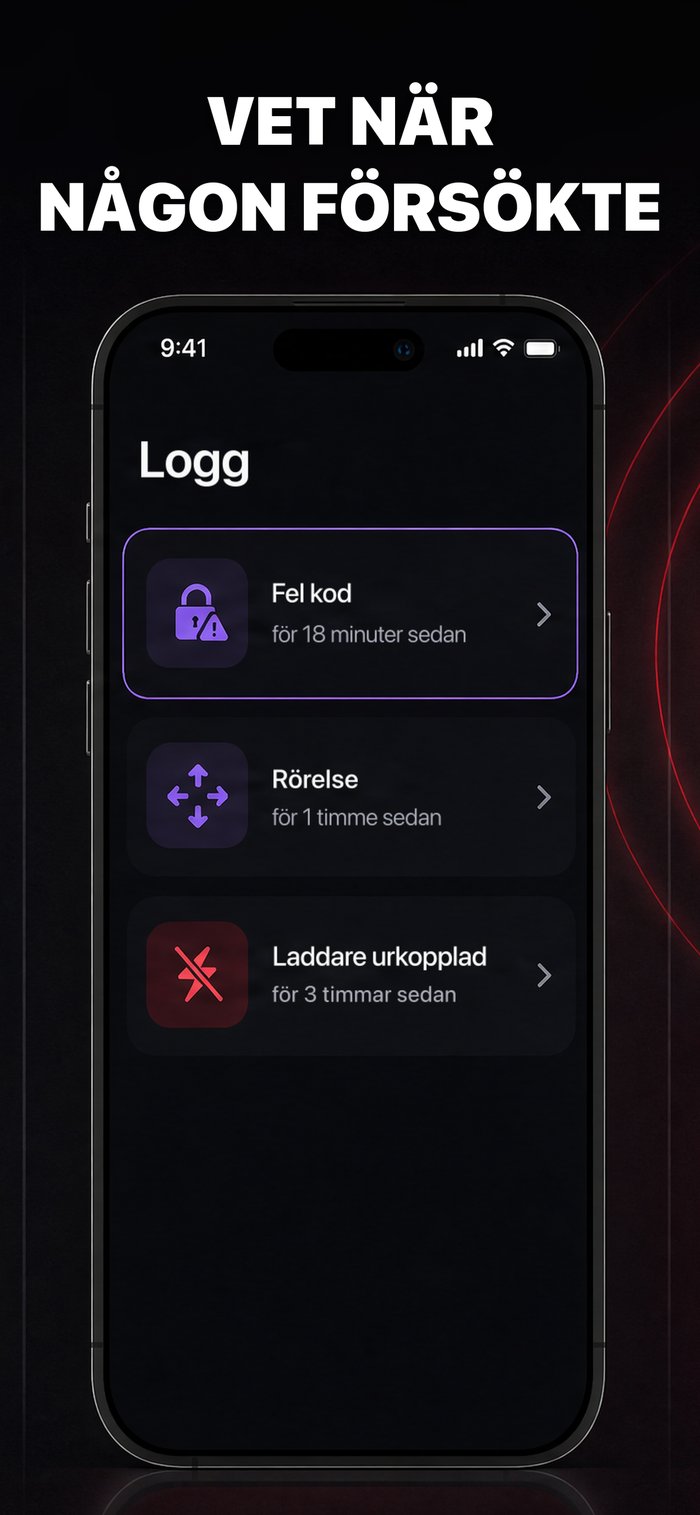 VET NÄR
NÅGON FÖRSÖKTE
9:41
Logg
Fel kod
för 18 minuter sedan
Rörelse
för 1 timme sedan
Laddare urkopplad
för 3 timmar sedan